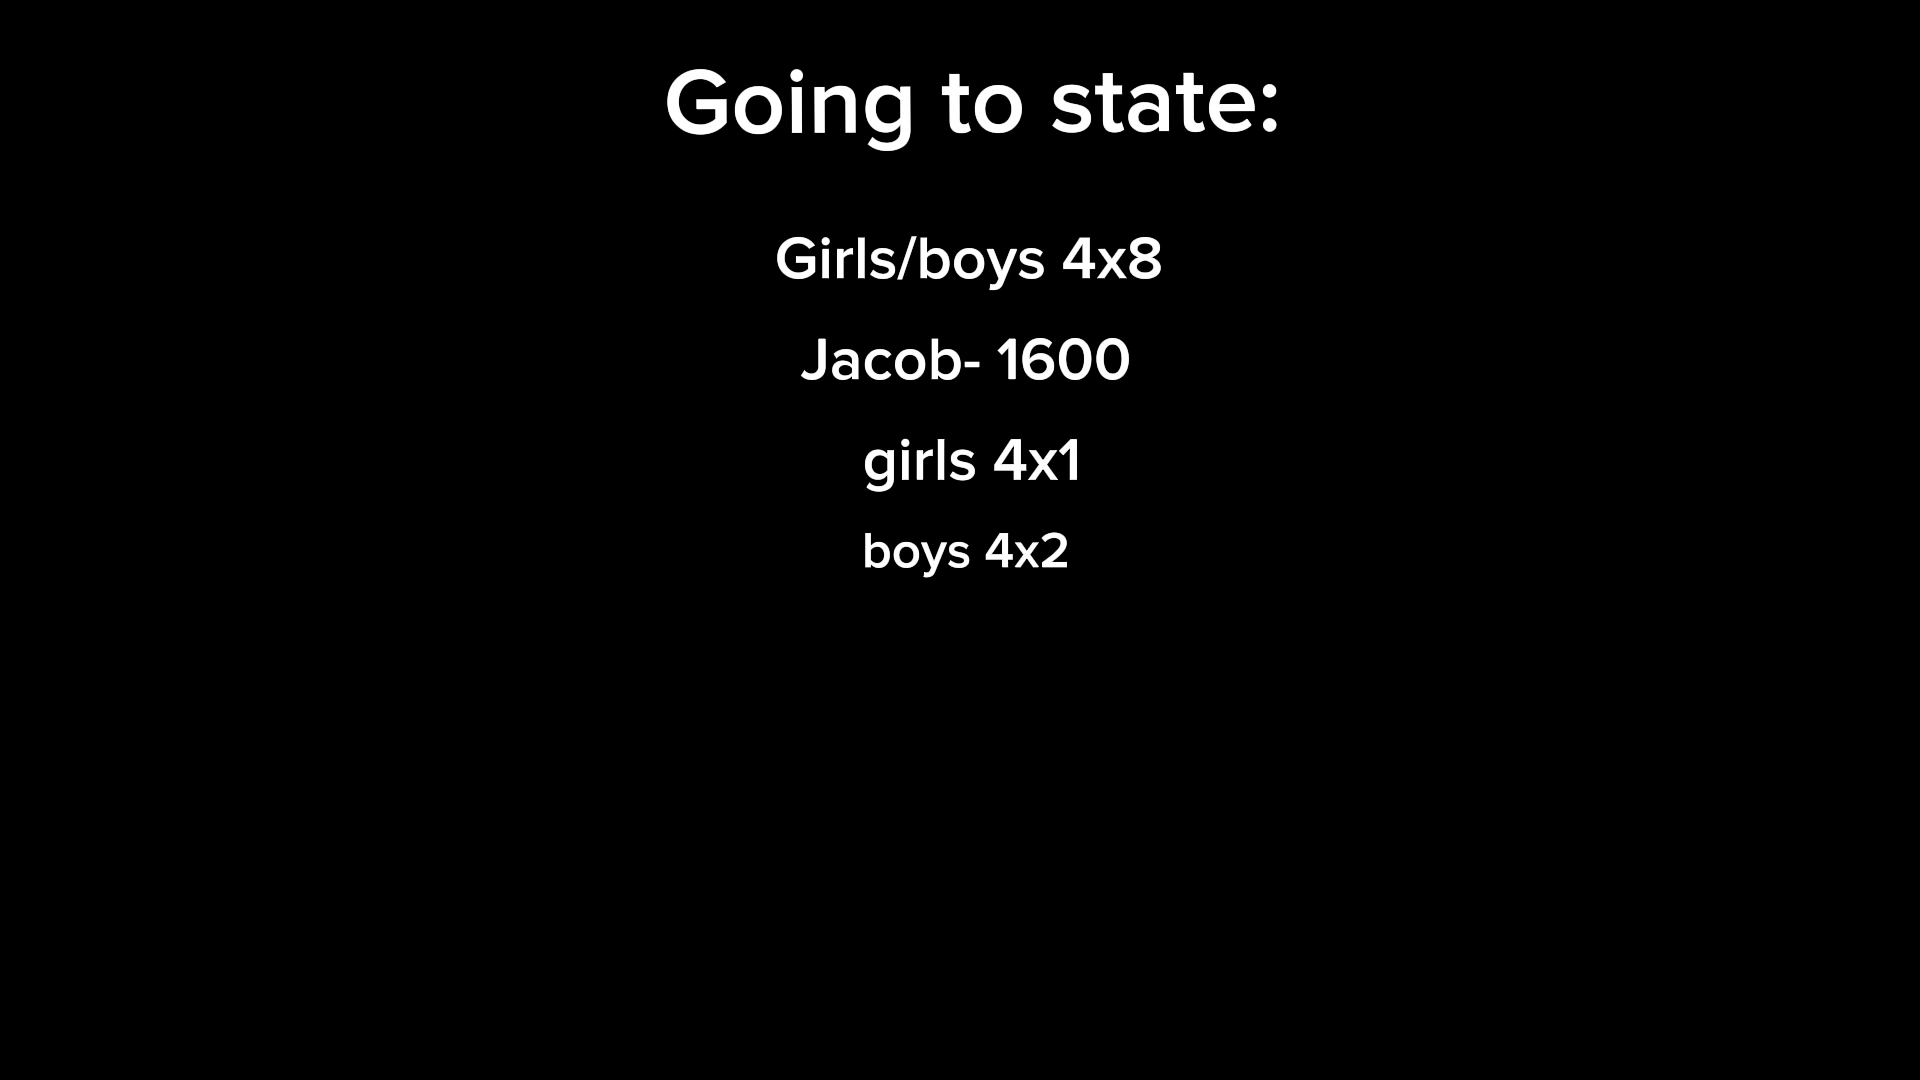 Going to state:
Girls/boys 4x8
Jacob- 1600
girls 4x1
boys 4x2